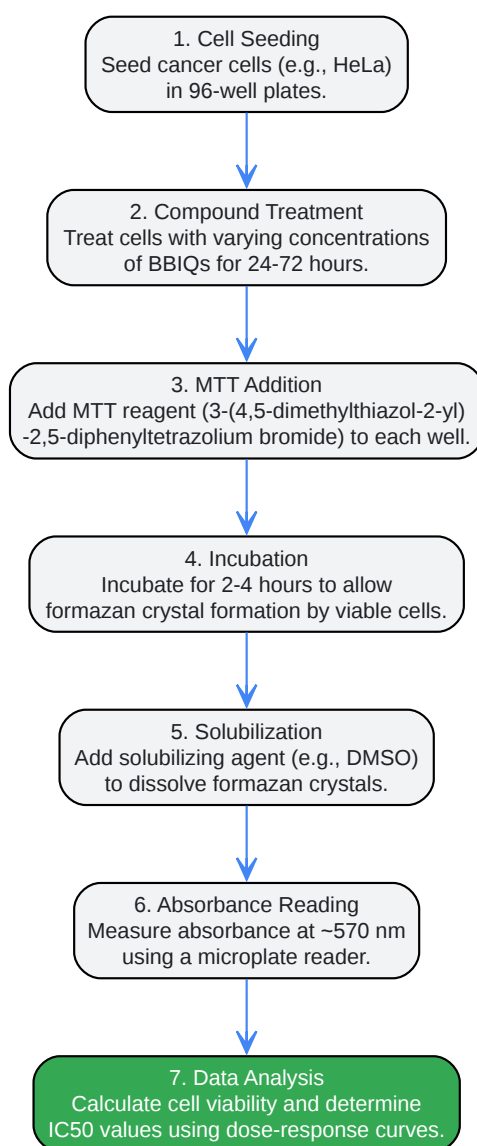 1. Cell Seeding
Seed cancer cells (e.g., HeLa)
in 96-well plates.
2. Compound Treatment
Treat cells with varying concentrations
of BBIQs for 24-72 hours.
3. MTT Addition
Add MTT reagent (3-(4,5-dimethylthiazol-2-yl)
-2,5-diphenyltetrazolium bromide) to each well.
4. Incubation
Incubate for 2-4 hours to allow
formazan crystal formation by viable cells.
5. Solubilization
Add solubilizing agent (e.g., DMSO)
to dissolve formazan crystals.
6. Absorbance Reading
Measure absorbance at ~570 nm
using a microplate reader.
7. Data Analysis
Calculate cell viability and determine
IC50 values using dose-response curves.